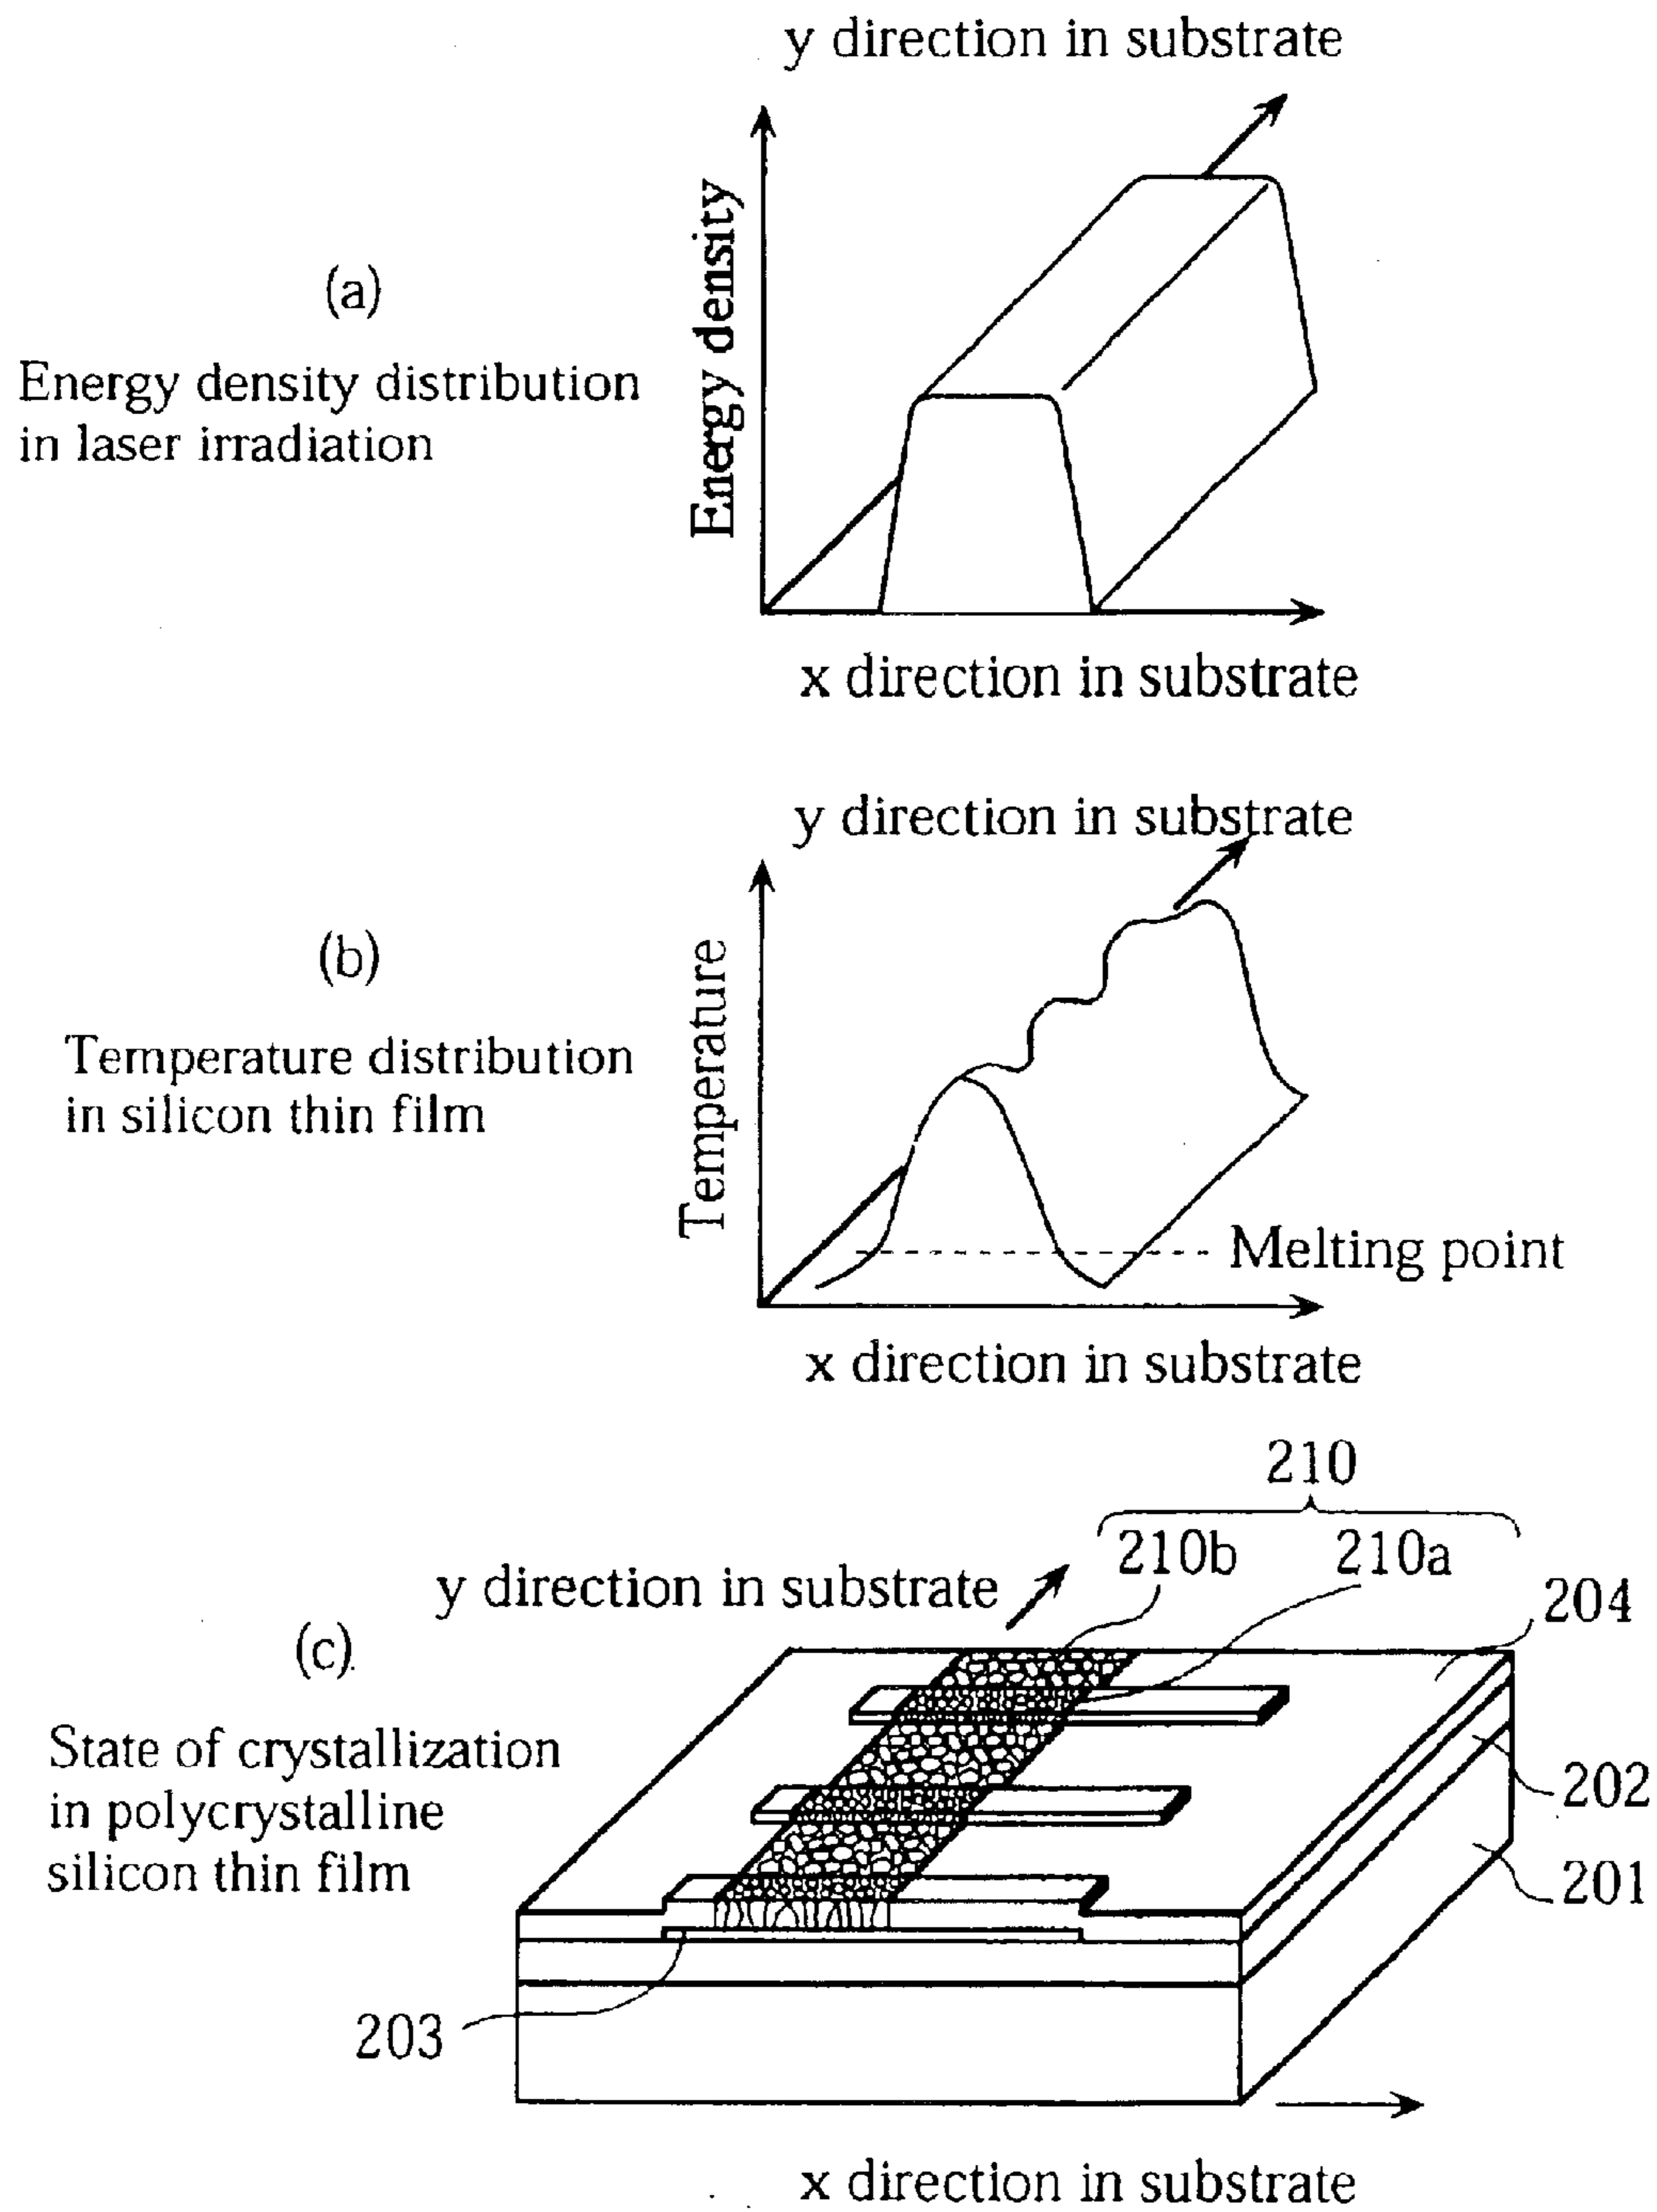 y direction in substrate
Energy density
(a)
Energy density distribution
in laser irradiation
x direction in substrate
y direction in substrate
Temperature
(b)
Temperature distribution
in silicon thin film
Melting point
x direction in substrate
210
210b
210a
y direction in substrate
204
(c)
State of crystallization
in polycrystalline
silicon thin film
202
201
203
x direction in substrate